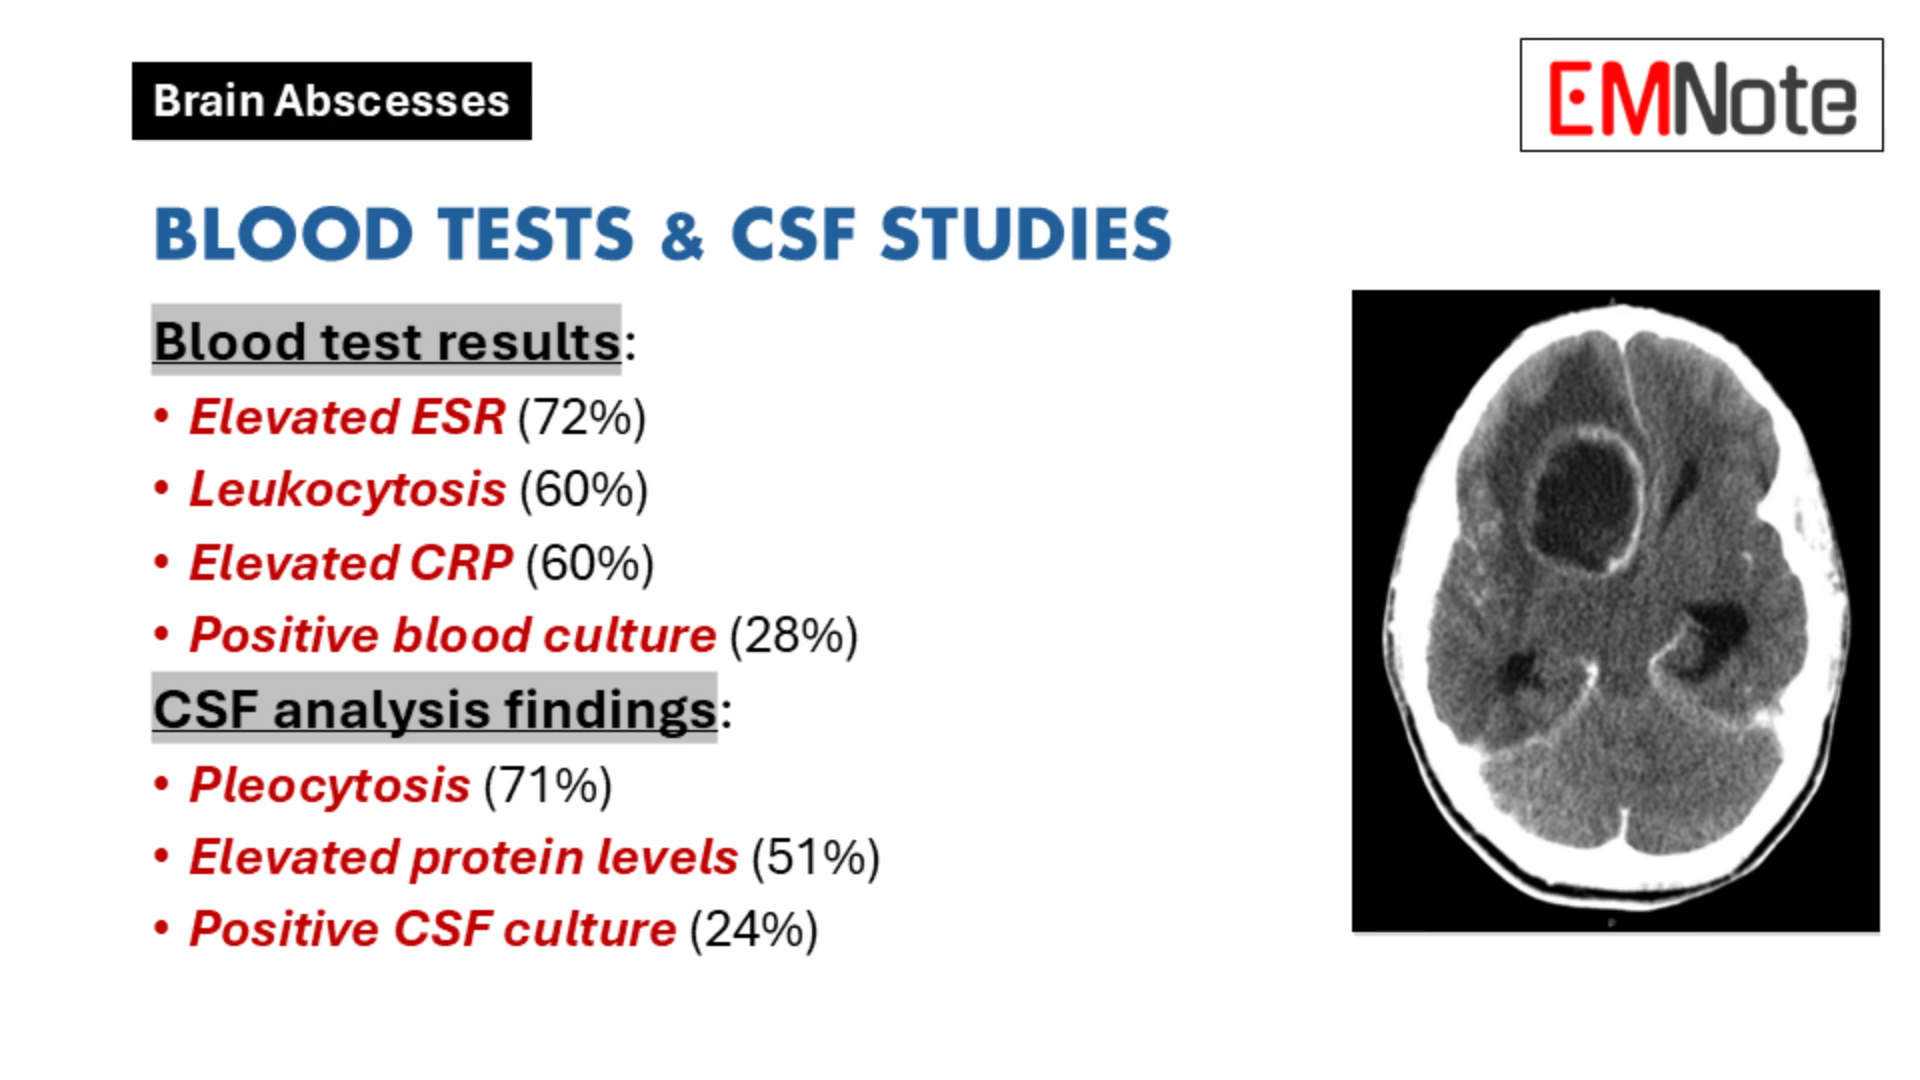 Brain Abscesses
EMNote
BLOOD TESTS & CSF STUDIES
Blood test results:
• Elevated ESR (72%)
• Leukocytosis (60%)
• Elevated CRP (60%)
• Positive blood culture (28%)
CSF analysis findings:
• Pleocytosis (71%)
• Elevated protein levels (51%)
• Positive CSF culture (24%)